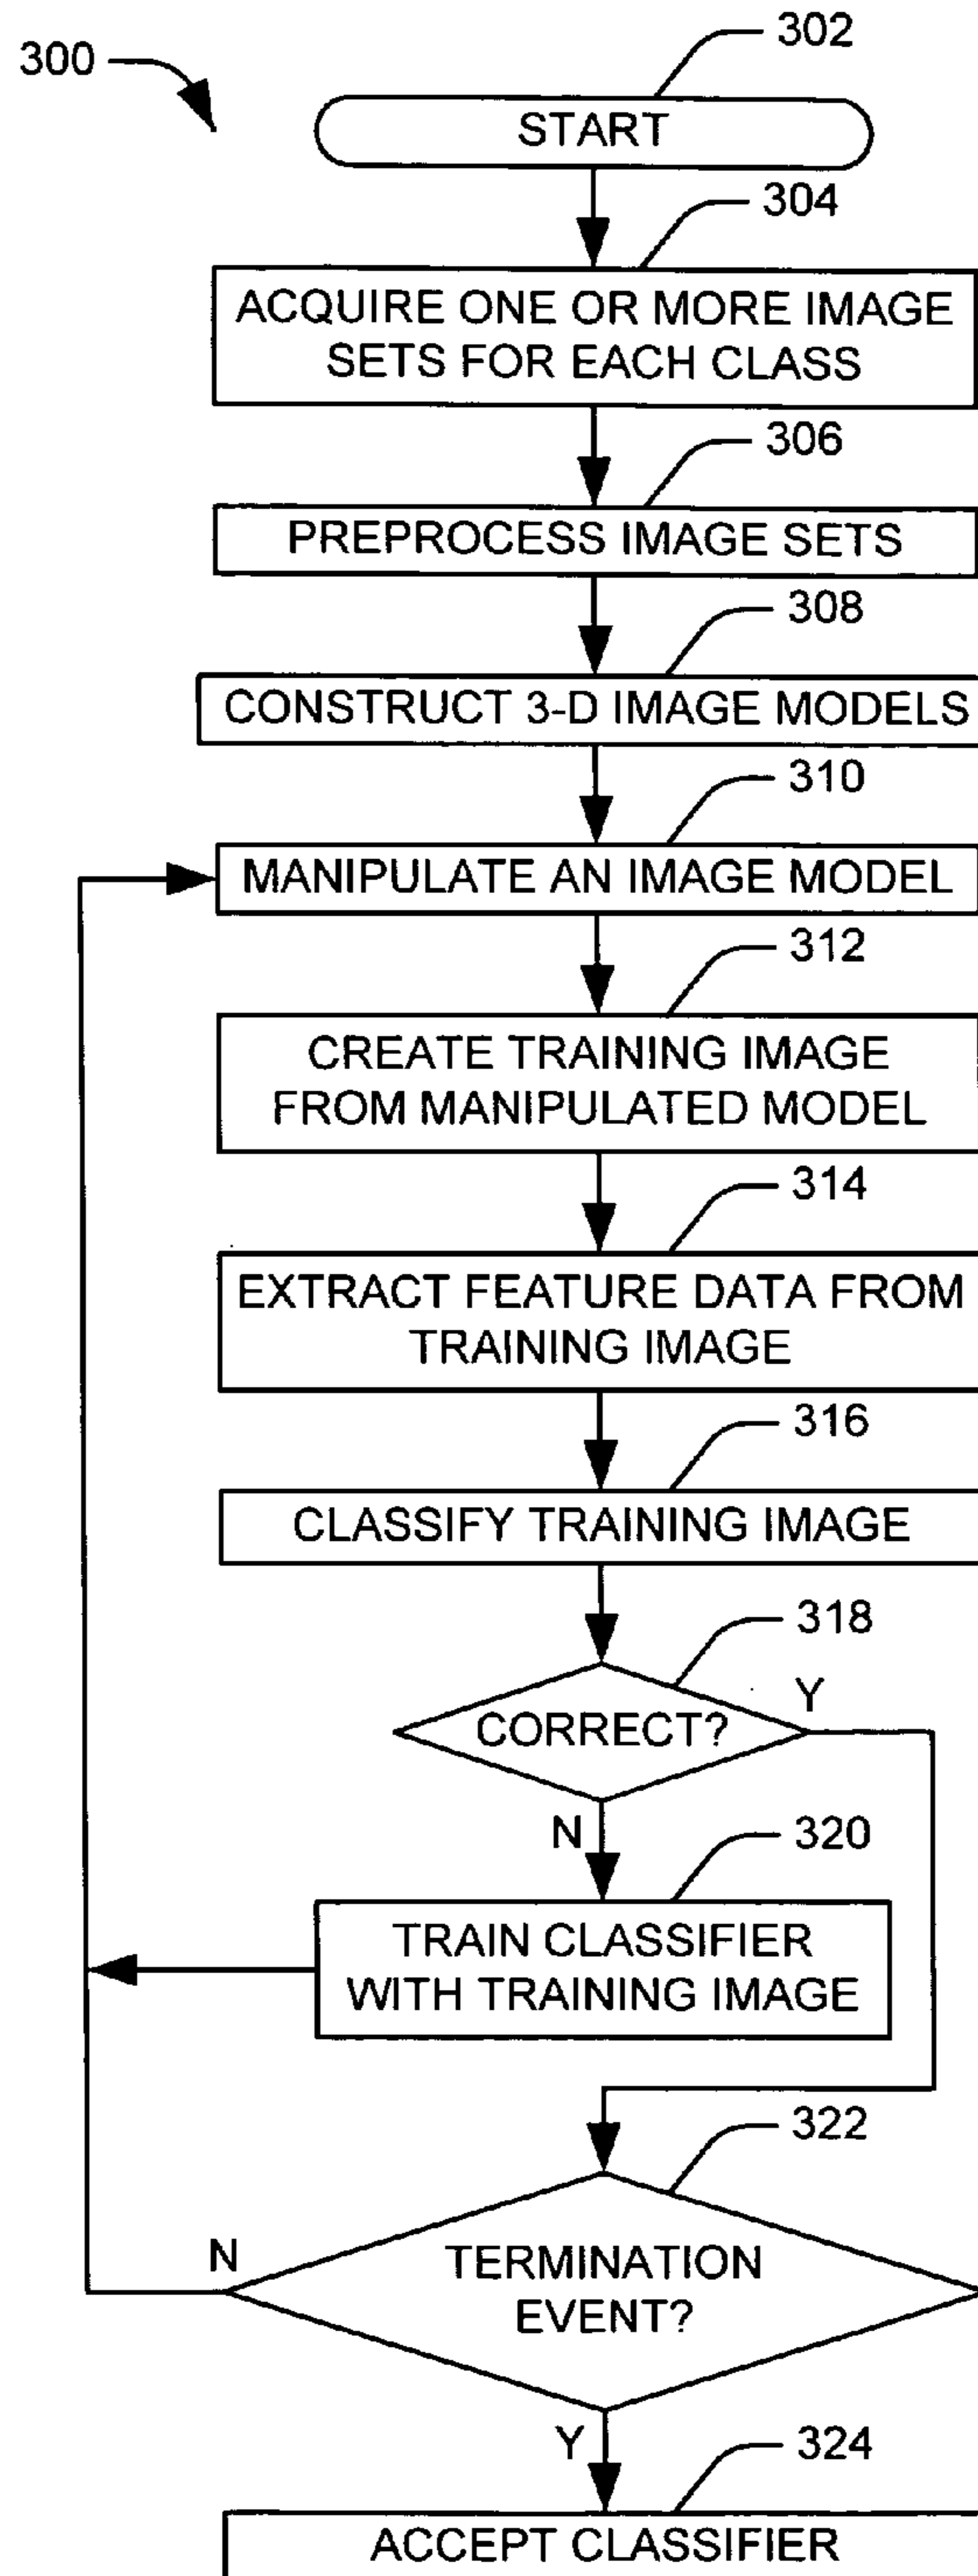 300
302
START
304
ACQUIRE ONE OR MORE IMAGE
SETS FOR EACH CLASS
306
PREPROCESS IMAGE SETS
308
CONSTRUCT 3-D IMAGE MODELS
310
MANIPULATE AN IMAGE MODEL
312
CREATE TRAINING IMAGE
FROM MANIPULATED MODEL
314
EXTRACT FEATURE DATA FROM
TRAINING IMAGE
316
CLASSIFY TRAINING IMAGE
318
Y
CORRECT?
N
320
TRAIN CLASSIFIER
WITH TRAINING IMAGE
322
N
TERMINATION
EVENT?
Y
324
ACCEPT CLASSIFIER